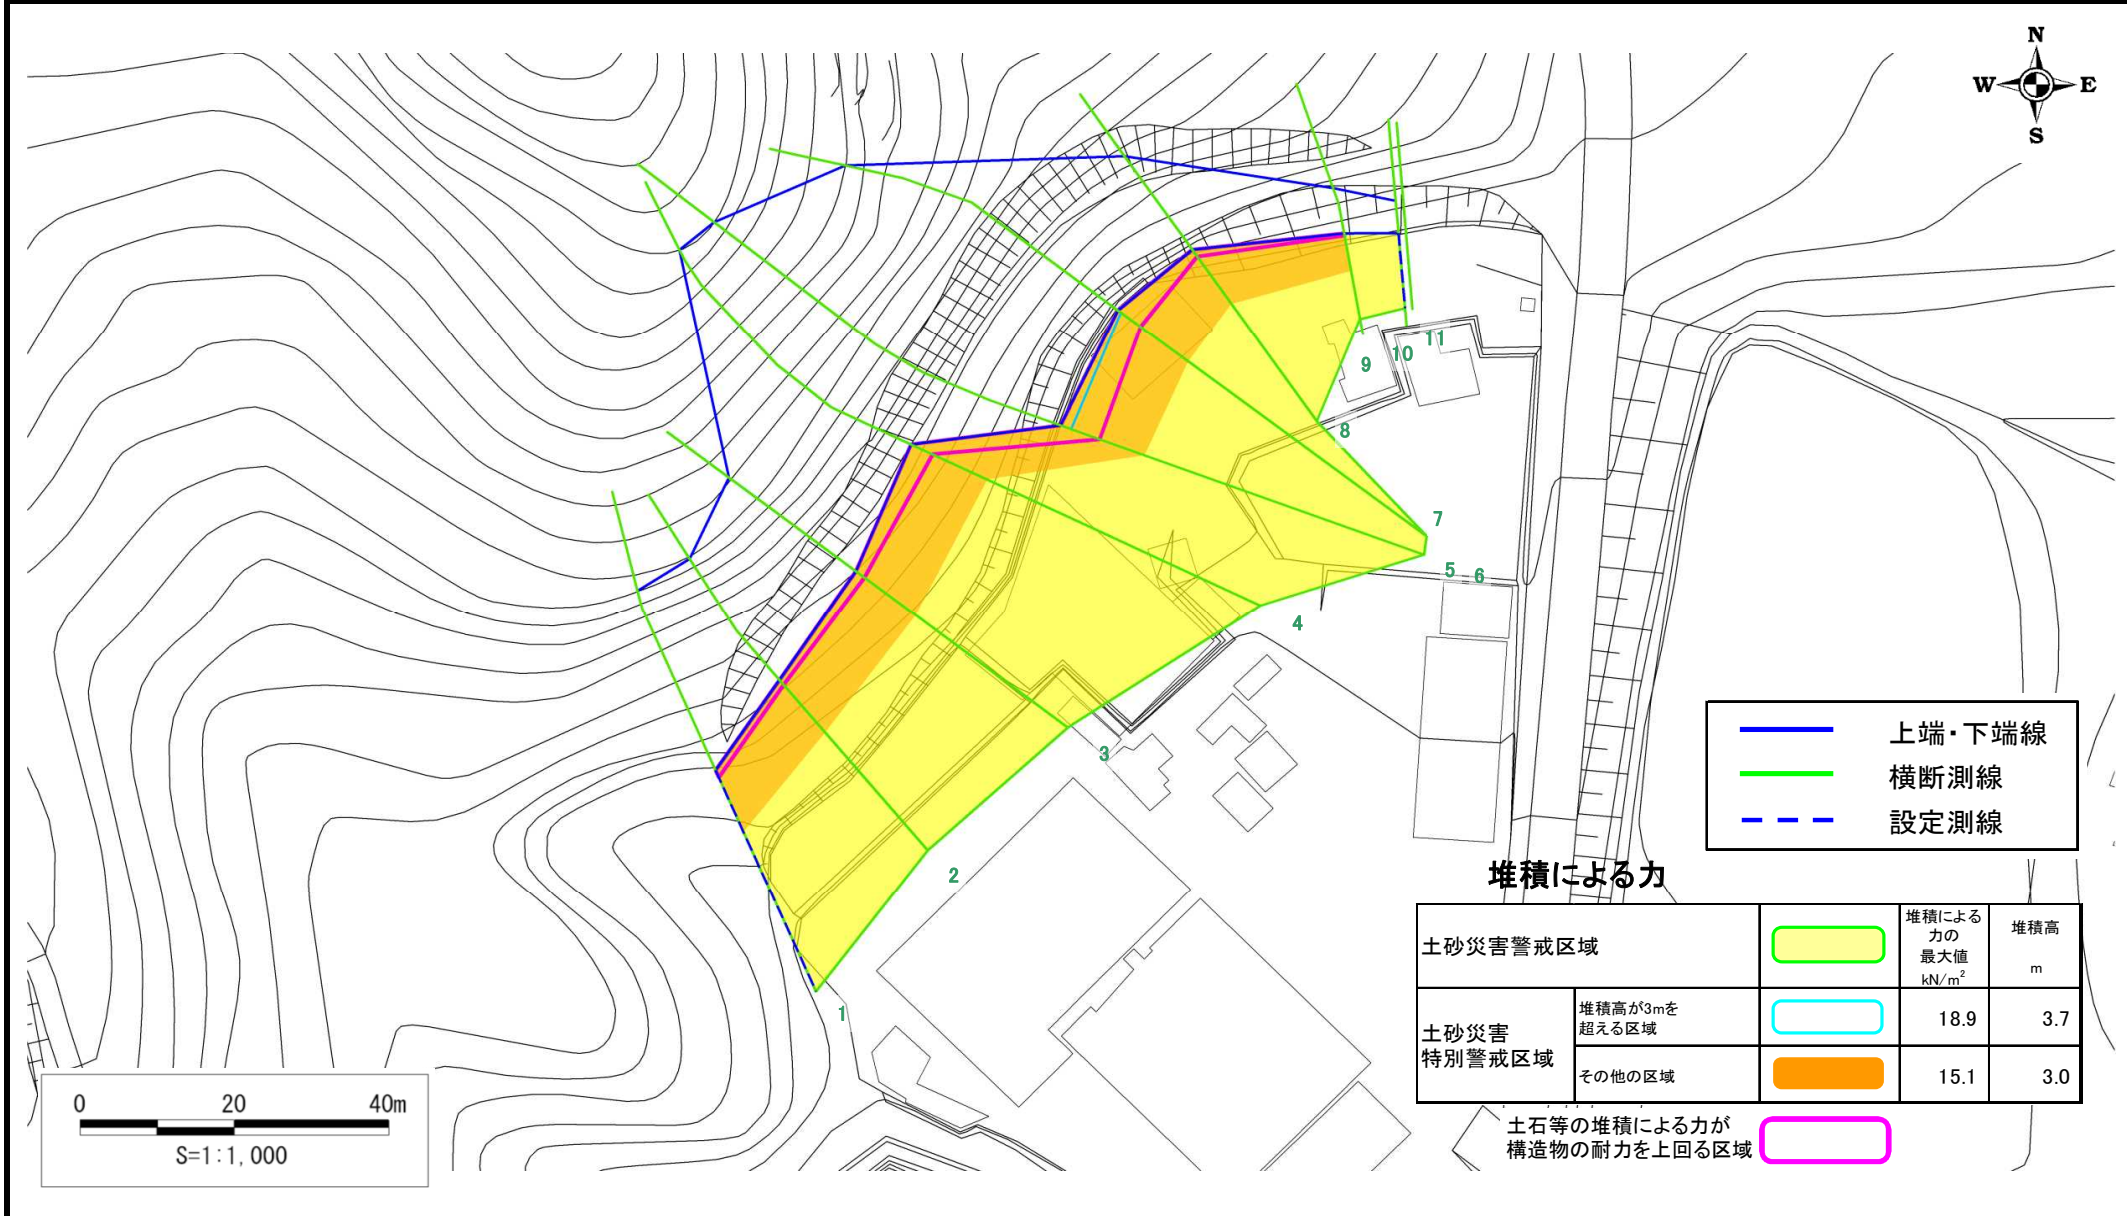 N
W E
S
11
10
9
8
7
5 6
4
3
2
1
上端・下端線
横断測線
設定測線
堆積による力
土砂災害警戒区域
堆積による
力の
最大値
kN/m²
堆積高
m
土砂災害
特別警戒区域
堆積高が3mを
超える区域
18.9 3.7
その他の区域
15.1 3.0
土石等の堆積による力が
構造物の耐力を上回る区域
0 20 40m
S=1:1,000